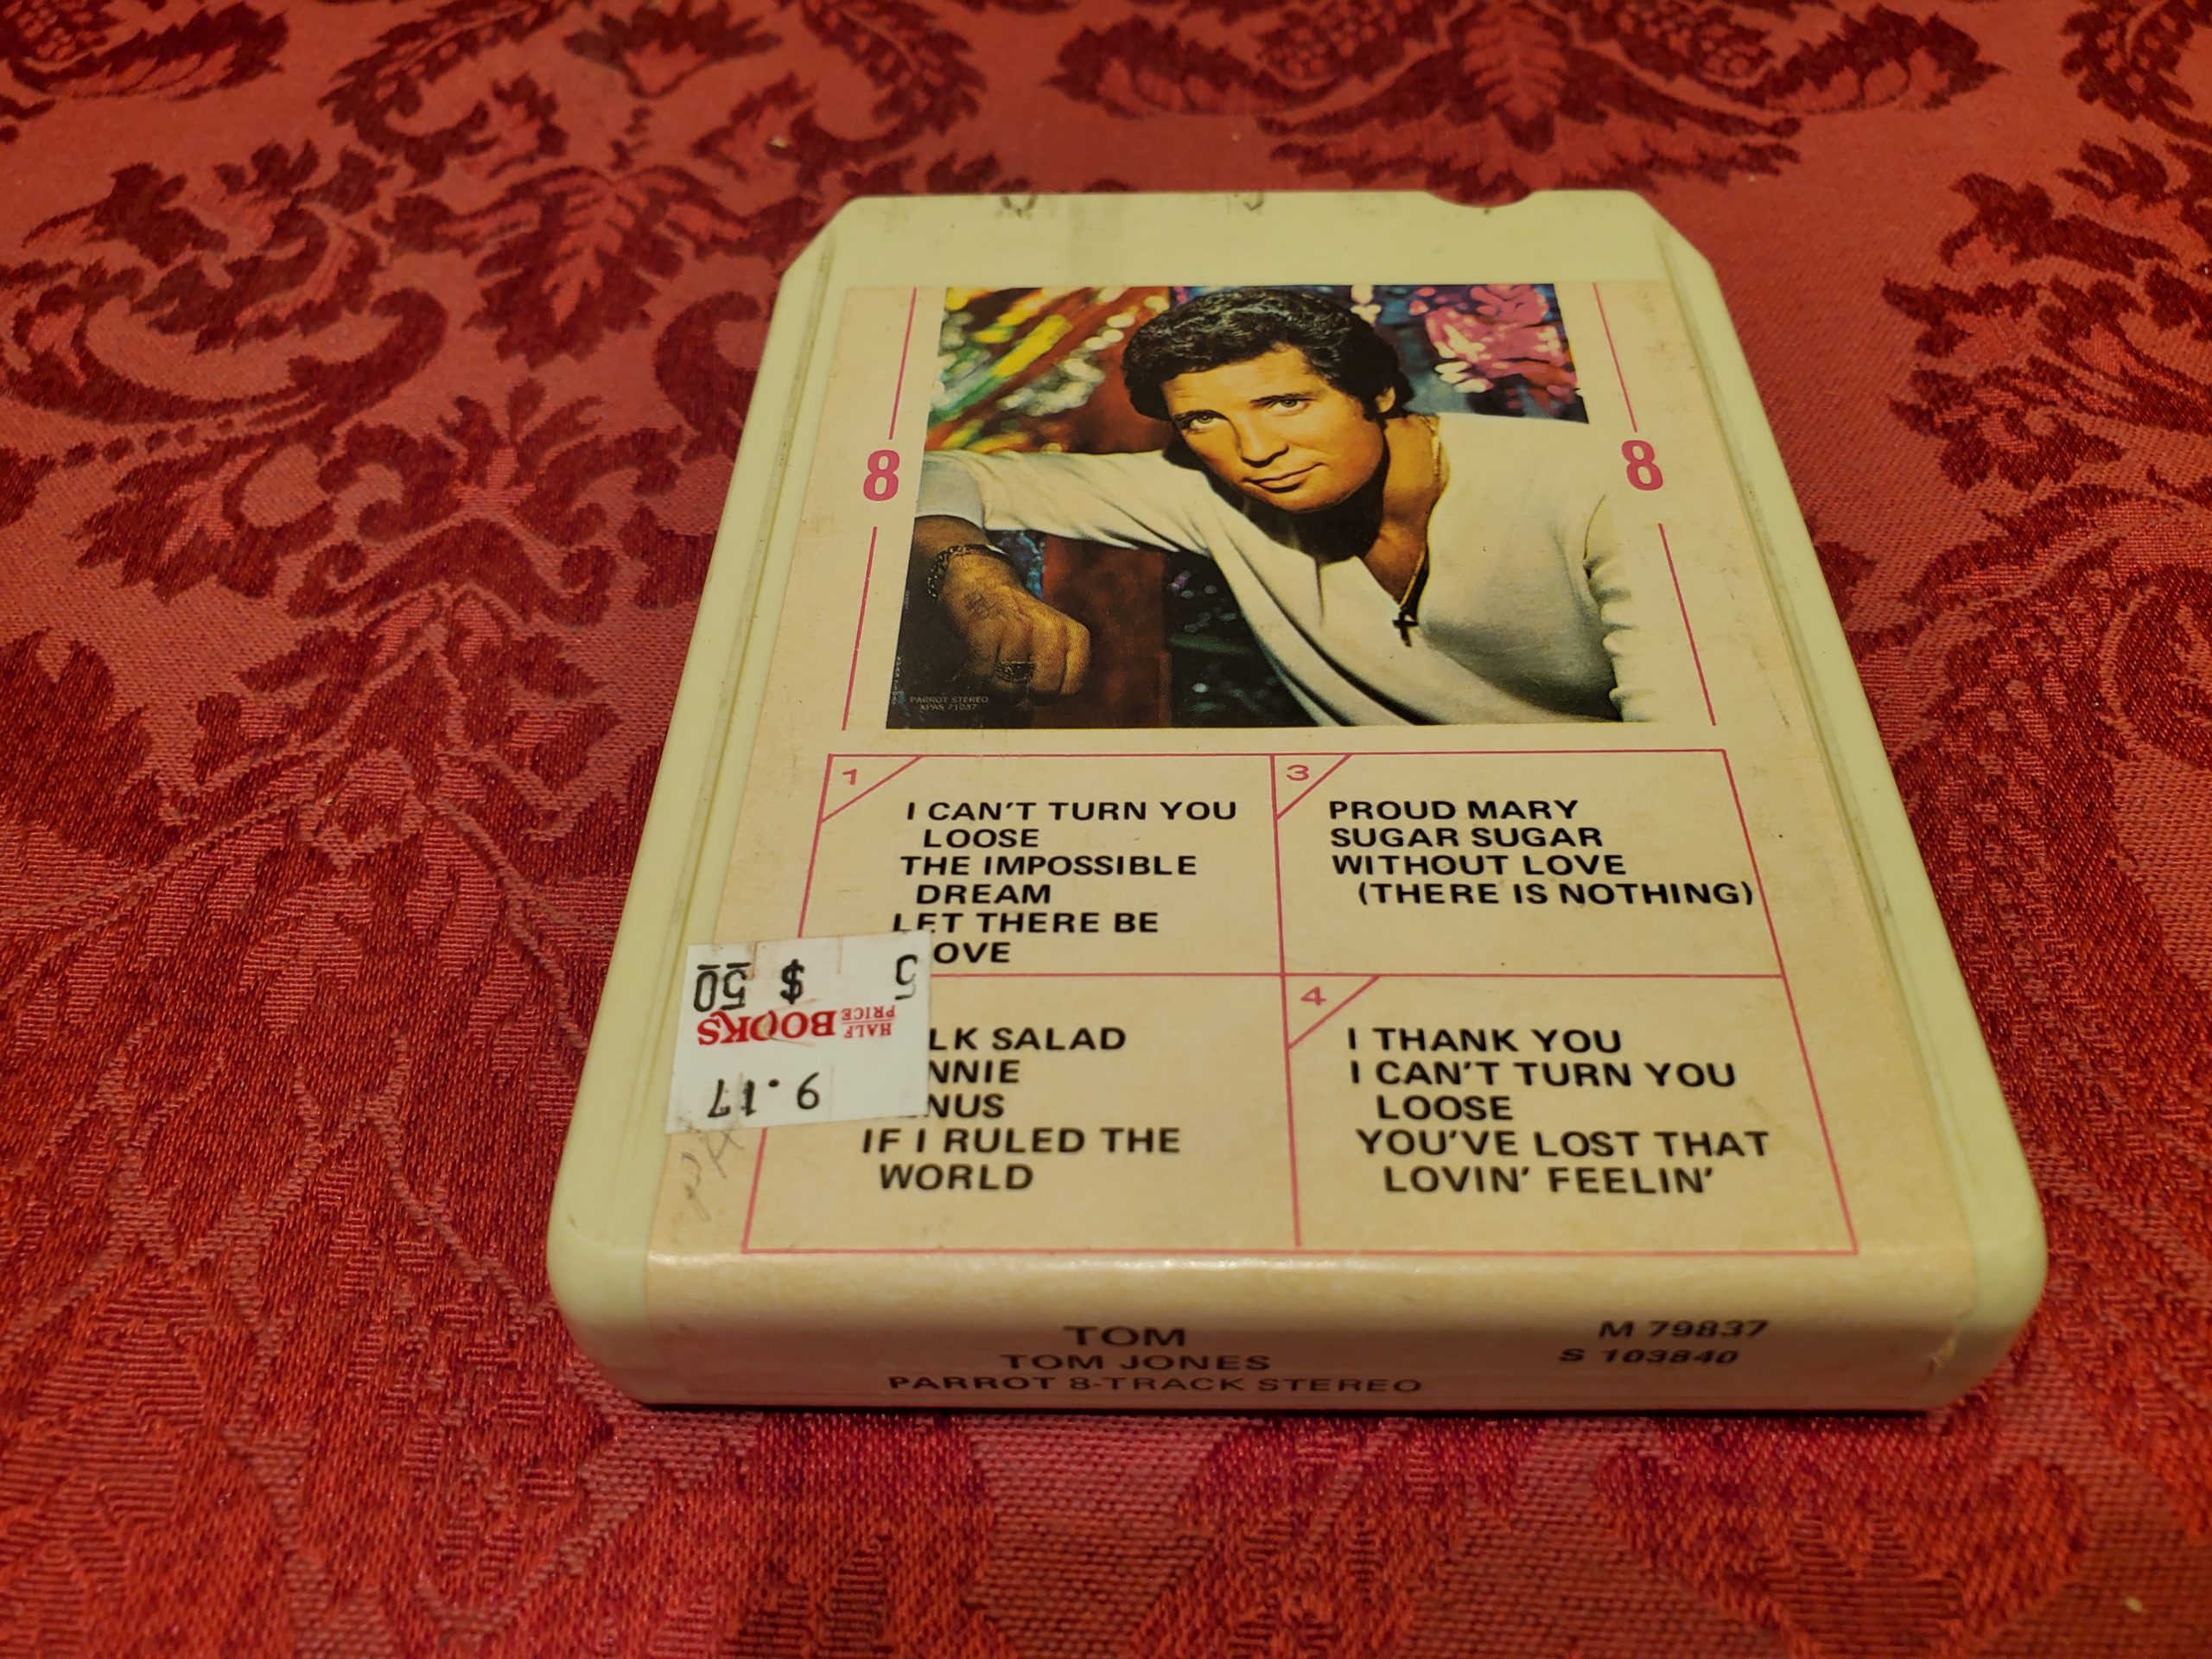 8
8
PARROT STEREO
XPAS 71037
1
I CAN'T TURN YOU
LOOSE
THE IMPOSSIBLE
DREAM
LET THERE BE
OVE
3
PROUD MARY
SUGAR SUGAR
WITHOUT LOVE
(THERE IS NOTHING)
LK SALAD
NNIE
NUS
IF I RULED THE
WORLD
4
I THANK YOU
I CAN'T TURN YOU
LOOSE
YOU'VE LOST THAT
LOVIN' FEELIN'
9.17
HALF
PRICE
BOOKS
$ 50
5
TOM
TOM JONES
PARROT 8-TRACK STEREO
M 79837
S 103840